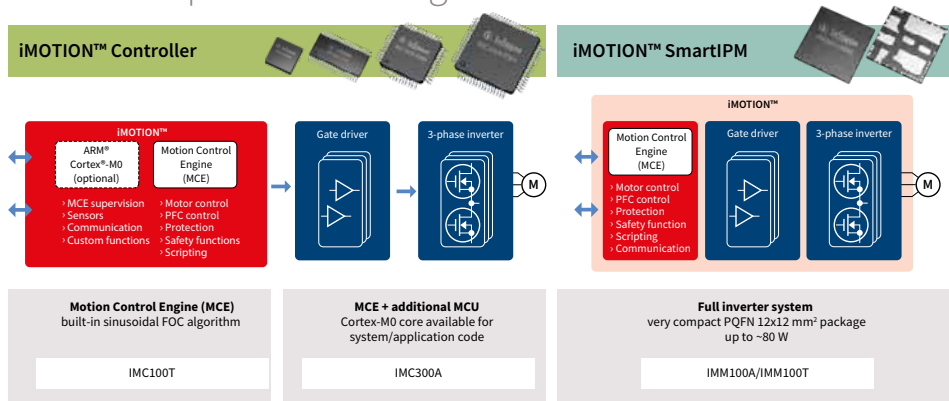 iMOTION™ Controller
iMOTION™ SmartIPM
iMOTION™
ARM®
Cortex®-M0
(optional)
Motion Control
Engine
(MCE)
› MCE supervision
› Sensors
› Communication
› Custom functions
› Motor control
› PFC control
› Protection
› Safety functions
› Scripting
Gate driver
3-phase inverter
M
iMOTION™
Motion Control
Engine
(MCE)
› Motor control
› PFC control
› Protection
› Safety function
› Scripting
› Communication
Gate driver
3-phase inverter
M
Motion Control Engine (MCE)
built-in sinusoidal FOC algorithm
IMC100T
MCE + additional MCU
Cortex-M0 core available for
system/application code
IMC300A
Full inverter system
very compact PQFN 12x12 mm² package
up to ~80 W
IMM100A/IMM100T